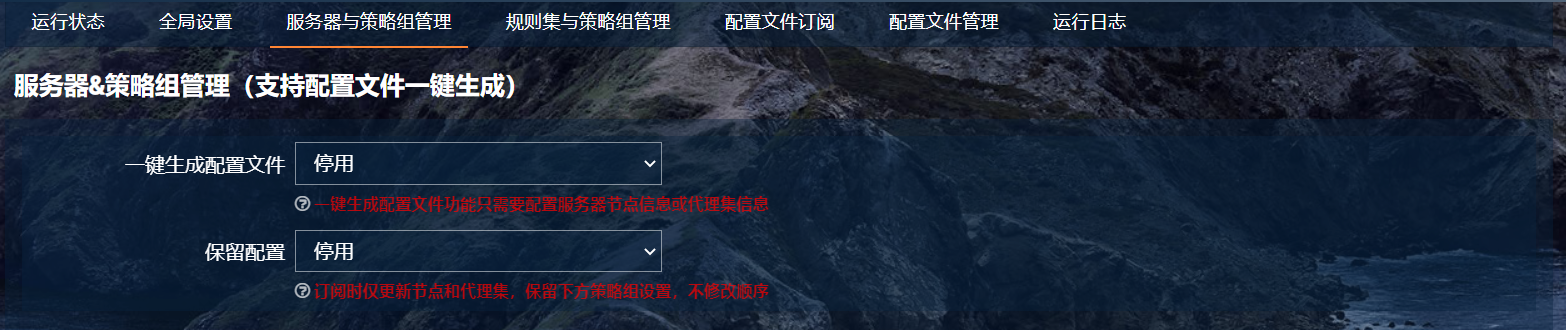 运行状态 全局设置 服务器与策略组管理 规则集与策略组管理 配置文件订阅 配置文件管理 运行日志
服务器&策略组管理（支持配置文件一键生成）
一键生成配置文件 停用
一键生成配置文件功能只需要配置服务器节点信息或代理集信息
保留配置 停用
订阅时仅更新节点和代理集，保留下方策略组设置，不修改顺序